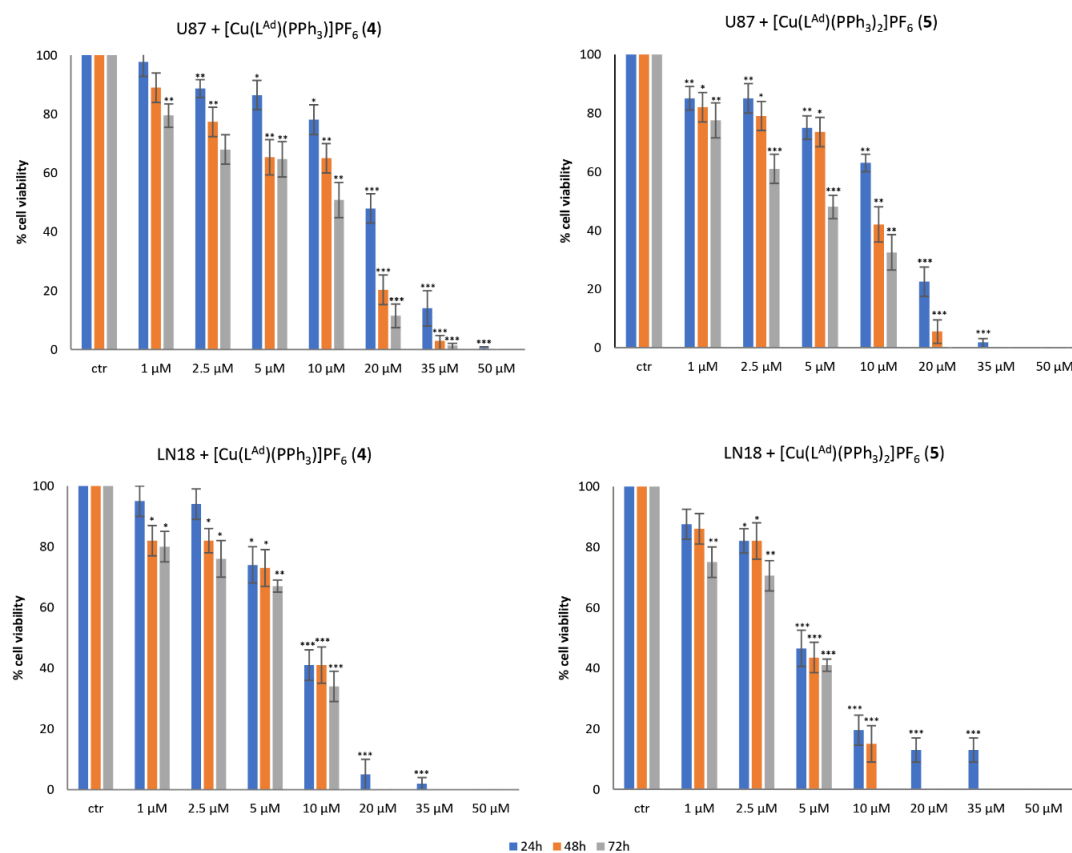 U87 + [Cu(L^Ad)(PPh₃)]PF₆ (4)
% cell viability
100
80
60
40
20
0
** ** ** * ** ** * ** ** *** *** *** *** *** *** ***
ctr 1 µM 2.5 µM 5 µM 10 µM 20 µM 35 µM 50 µM
U87 + [Cu(L^Ad)(PPh₃)₂]PF₆ (5)
% cell viability
100
80
60
40
20
0
** * ** ** * *** ** * *** ** ** ** *** *** ***
ctr 1 µM 2.5 µM 5 µM 10 µM 20 µM 35 µM 50 µM
LN18 + [Cu(L^Ad)(PPh₃)]PF₆ (4)
% cell viability
100
80
60
40
20
0
* * * * * * ** *** *** *** *** ***
ctr 1 µM 2.5 µM 5 µM 10 µM 20 µM 35 µM 50 µM
LN18 + [Cu(L^Ad)(PPh₃)₂]PF₆ (5)
% cell viability
100
80
60
40
20
0
** * * ** *** *** *** *** *** *** ***
ctr 1 µM 2.5 µM 5 µM 10 µM 20 µM 35 µM 50 µM
24h 48h 72h